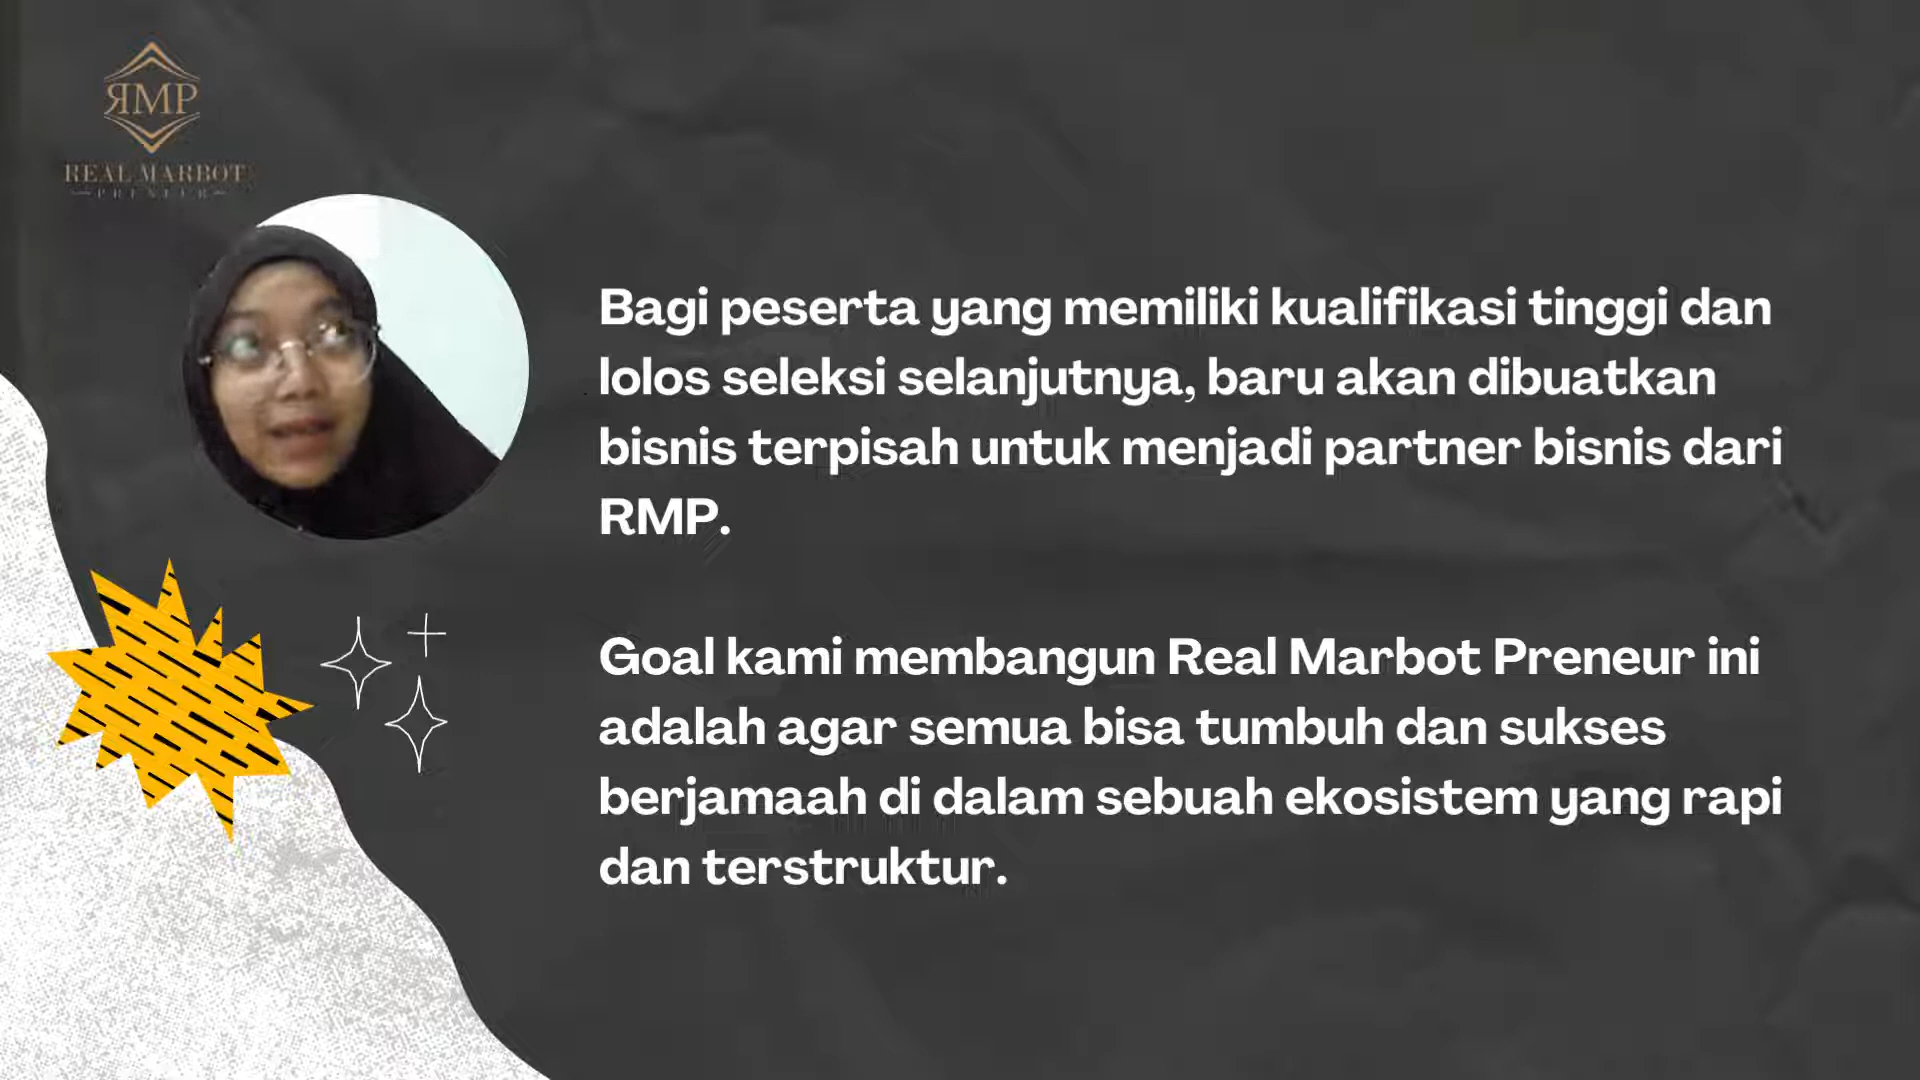 RMP
REAL MARBOT
PRENEUR
Bagi peserta yang memiliki kualifikasi tinggi dan
lolos seleksi selanjutnya, baru akan dibuatkan
bisnis terpisah untuk menjadi partner bisnis dari
RMP.
Goal kami membangun Real Marbot Preneur ini
adalah agar semua bisa tumbuh dan sukses
berjamaah di dalam sebuah ekosistem yang rapi
dan terstruktur.